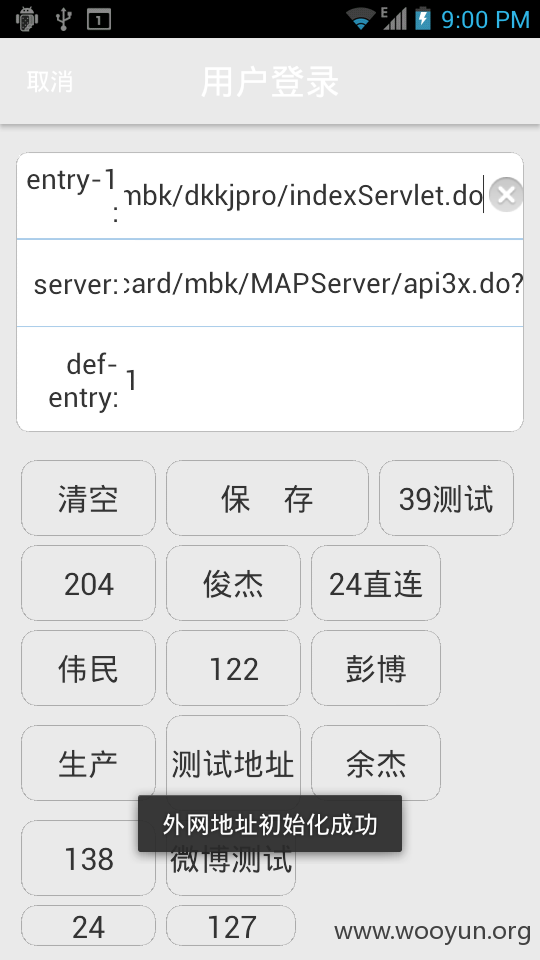 E
1
9:00 PM
取消
用户登录
entry-1
:
mbk/dkkjpro/indexServlet.do
server:
card/mbk/MAPServer/api3x.do?
def-
entry:
1
清空
保 存
39测试
204
俊杰
24直连
伟民
122
彭博
生产
测试地址
余杰
外网地址初始化成功
138
微博测试
24
127
www.wooyun.org